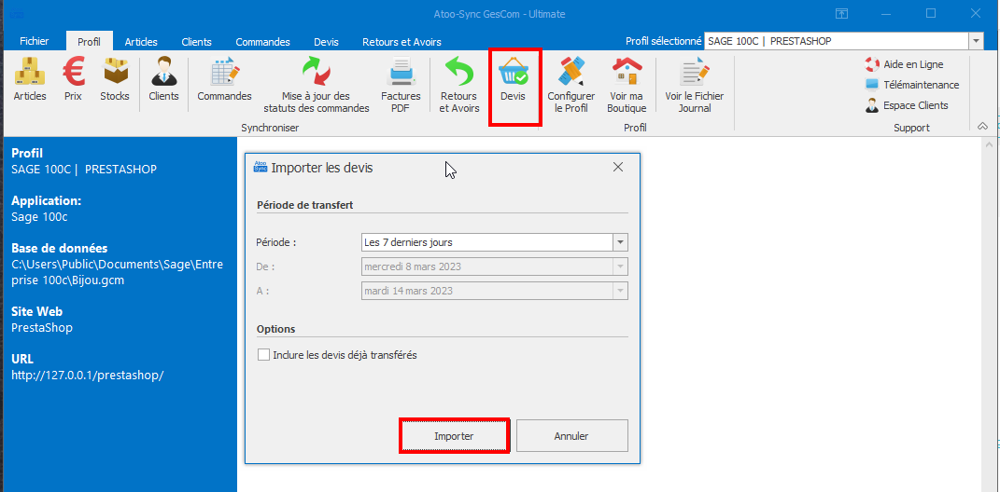 Atoo-Sync GesCom - Ultimate
Fichier Profil Articles Clients Commandes Devis Retours et Avoirs Profil sélectionné SAGE 100C | PRESTASHOP
Articles Prix Stocks Clients Commandes Mise à jour des statuts des commandes Factures PDF Retours et Avoirs Devis Configurer le Profil Voir ma Boutique Voir le Fichier Journal
Aide en Ligne
Télémaintenance
Espace Clients
Synchroniser Profil Support
Profil
SAGE 100C | PRESTASHOP
Application:
Sage 100c
Base de données
C:\Users\Public\Documents\Sage\Entre
prise 100c\Bijou.gcm
Site Web
PrestaShop
URL
http://127.0.0.1/prestashop/
Atoo-Sync
Importer les devis
Période de transfert
Période : Les 7 derniers jours
De : mercredi 8 mars 2023
A : mardi 14 mars 2023
Options
Inclure les devis déjà transférés
Importer Annuler